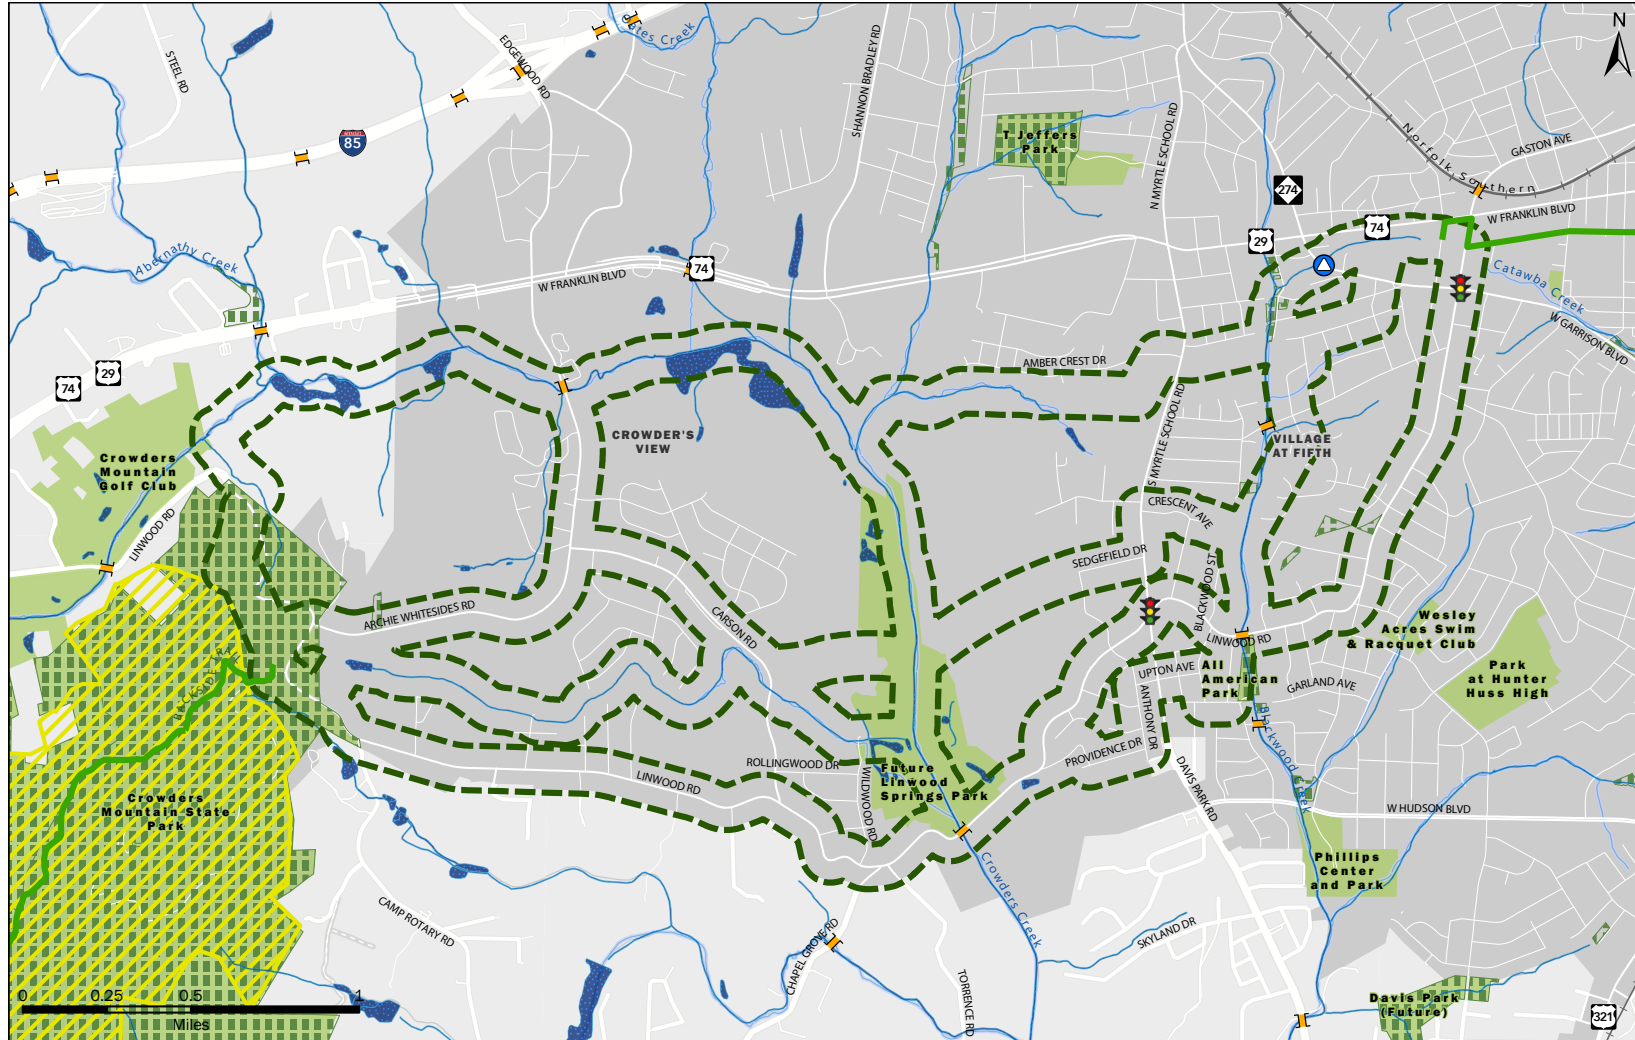 Bates Creek
EDGEWOOD RD
STEEL RD
SHANNON BRADLEY RD
N
INTERSTATE
85
T Jeffers
Park
N MYRTLE SCHOOL RD
Norfolk Southern
GASTON AVE
274
W FRANKLIN BLVD
74
29
Abernathy Creek
74
W FRANKLIN BLVD
Catawba Creek
W GARRISON BLVD
29
74
AMBER CREST DR
S MYRTLE SCHOOL RD
CROWDER'S
VIEW
VILLAGE
AT FIFTH
Crowders
Mountain
Golf Club
LINWOOD RD
CRESCENT AVE
SEDGEFIELD DR
BLACKWOOD ST
ARCHIE WHITESIDES RD
CARSON RD
LINWOOD RD
Wesley
Acres Swim
& Racquet Club
BACKSIDE TRAIL
UPTON AVE
All
American
Park
GARLAND AVE
Park
at Hunter
Huss High
ANTHONY DR
Blackwood Creek
PROVIDENCE DR
ROLLINGWOOD DR
LINWOOD RD
WILDWOOD RD
Future
Linwood
Springs Park
DAVIS PARK RD
W HUDSON BLVD
Crowders
Mountain State
Park
Phillips
Center
and Park
Crowders Creek
CAMP ROTARY RD
CHAPEL GROVE RD
SKYLAND DR
TORRENCE RD
Davis Park
(Future)
321
0 0.25 0.5 1
Miles